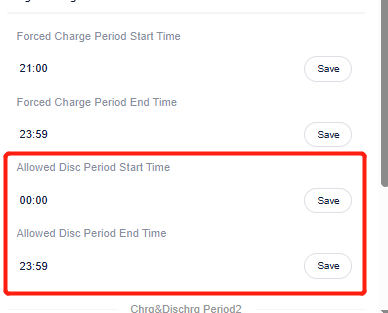 Forced Charge Period Start Time
21:00
Save
Forced Charge Period End Time
23:59
Save
Allowed Disc Period Start Time
00:00
Save
Allowed Disc Period End Time
23:59
Save
Chrg&Dischrg Period2